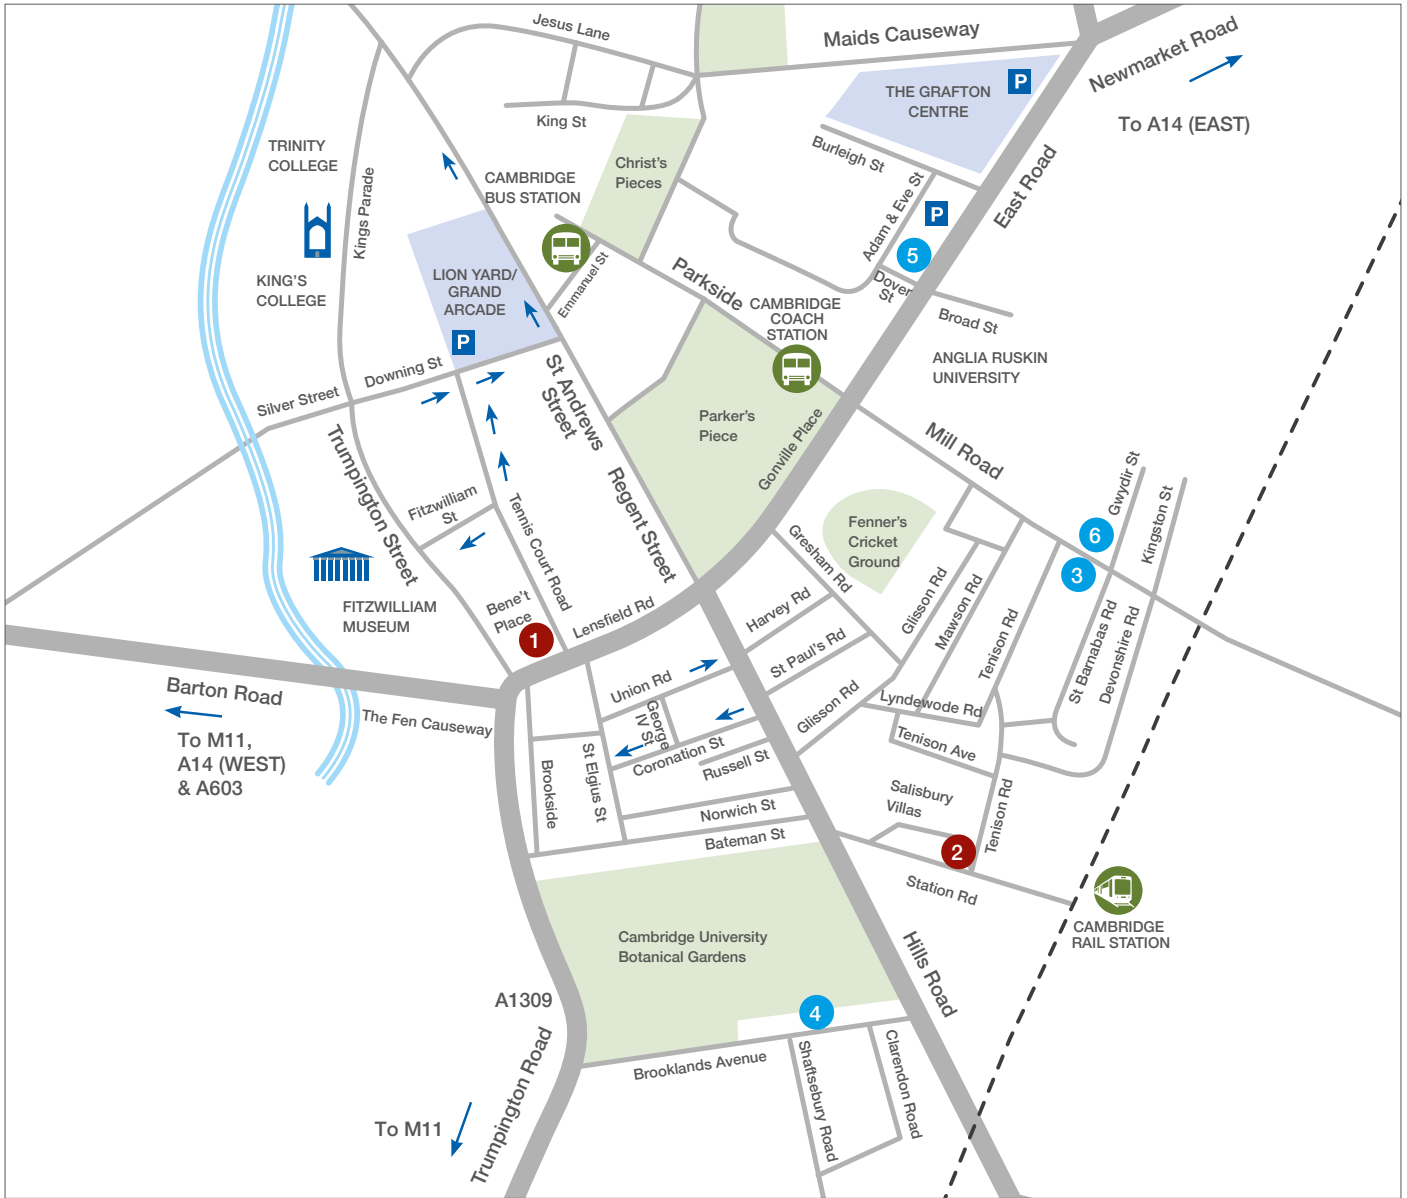 Jesus Lane
Maids Causeway
Newmarket Road
To A14 (EAST)
THE GRAFTON
CENTRE
P
King St
TRINITY
COLLEGE
Kings Parade
CAMBRIDGE
BUS STATION
Christ's
Pieces
Burleigh St
Adam & Eve St
P
East Road
5
KING'S
COLLEGE
LION YARD/
GRAND
ARCADE
P
Emmanuel St
Parkside
CAMBRIDGE
COACH
STATION
Dover
St
Broad St
ANGLIA RUSKIN
UNIVERSITY
Silver Street
Downing St
St Andrews
Street
Parker's
Piece
Gonville Place
Mill Road
Trumpington Street
Fitzwilliam
St
Tennis Court Road
Regent Street
Gresham Rd
Fenner's
Cricket
Ground
Gwydir St
Kingston St
6
3
FITZWILLIAM
MUSEUM
Bene't
Place
1
Lensfield Rd
Harvey Rd
St Paul's Rd
Glisson Rd
Mawson Rd
Tenison Rd
St Barnabas Rd
Devonshire Rd
Barton Road
The Fen Causeway
To M11,
A14 (WEST)
& A603
Union Rd
George
IV St
Coronation St
Russell St
Glisson Rd
Lyndewode Rd
Tenison Ave
Brookside
St Elgius St
Norwich St
Bateman St
Salisbury
Villas
Tenison Rd
2
Station Rd
CAMBRIDGE
RAIL STATION
Cambridge University
Botanical Gardens
Hills Road
A1309
4
Brooklands Avenue
Shaftsebury Road
Clarendon Road
Trumpington Road
To M11